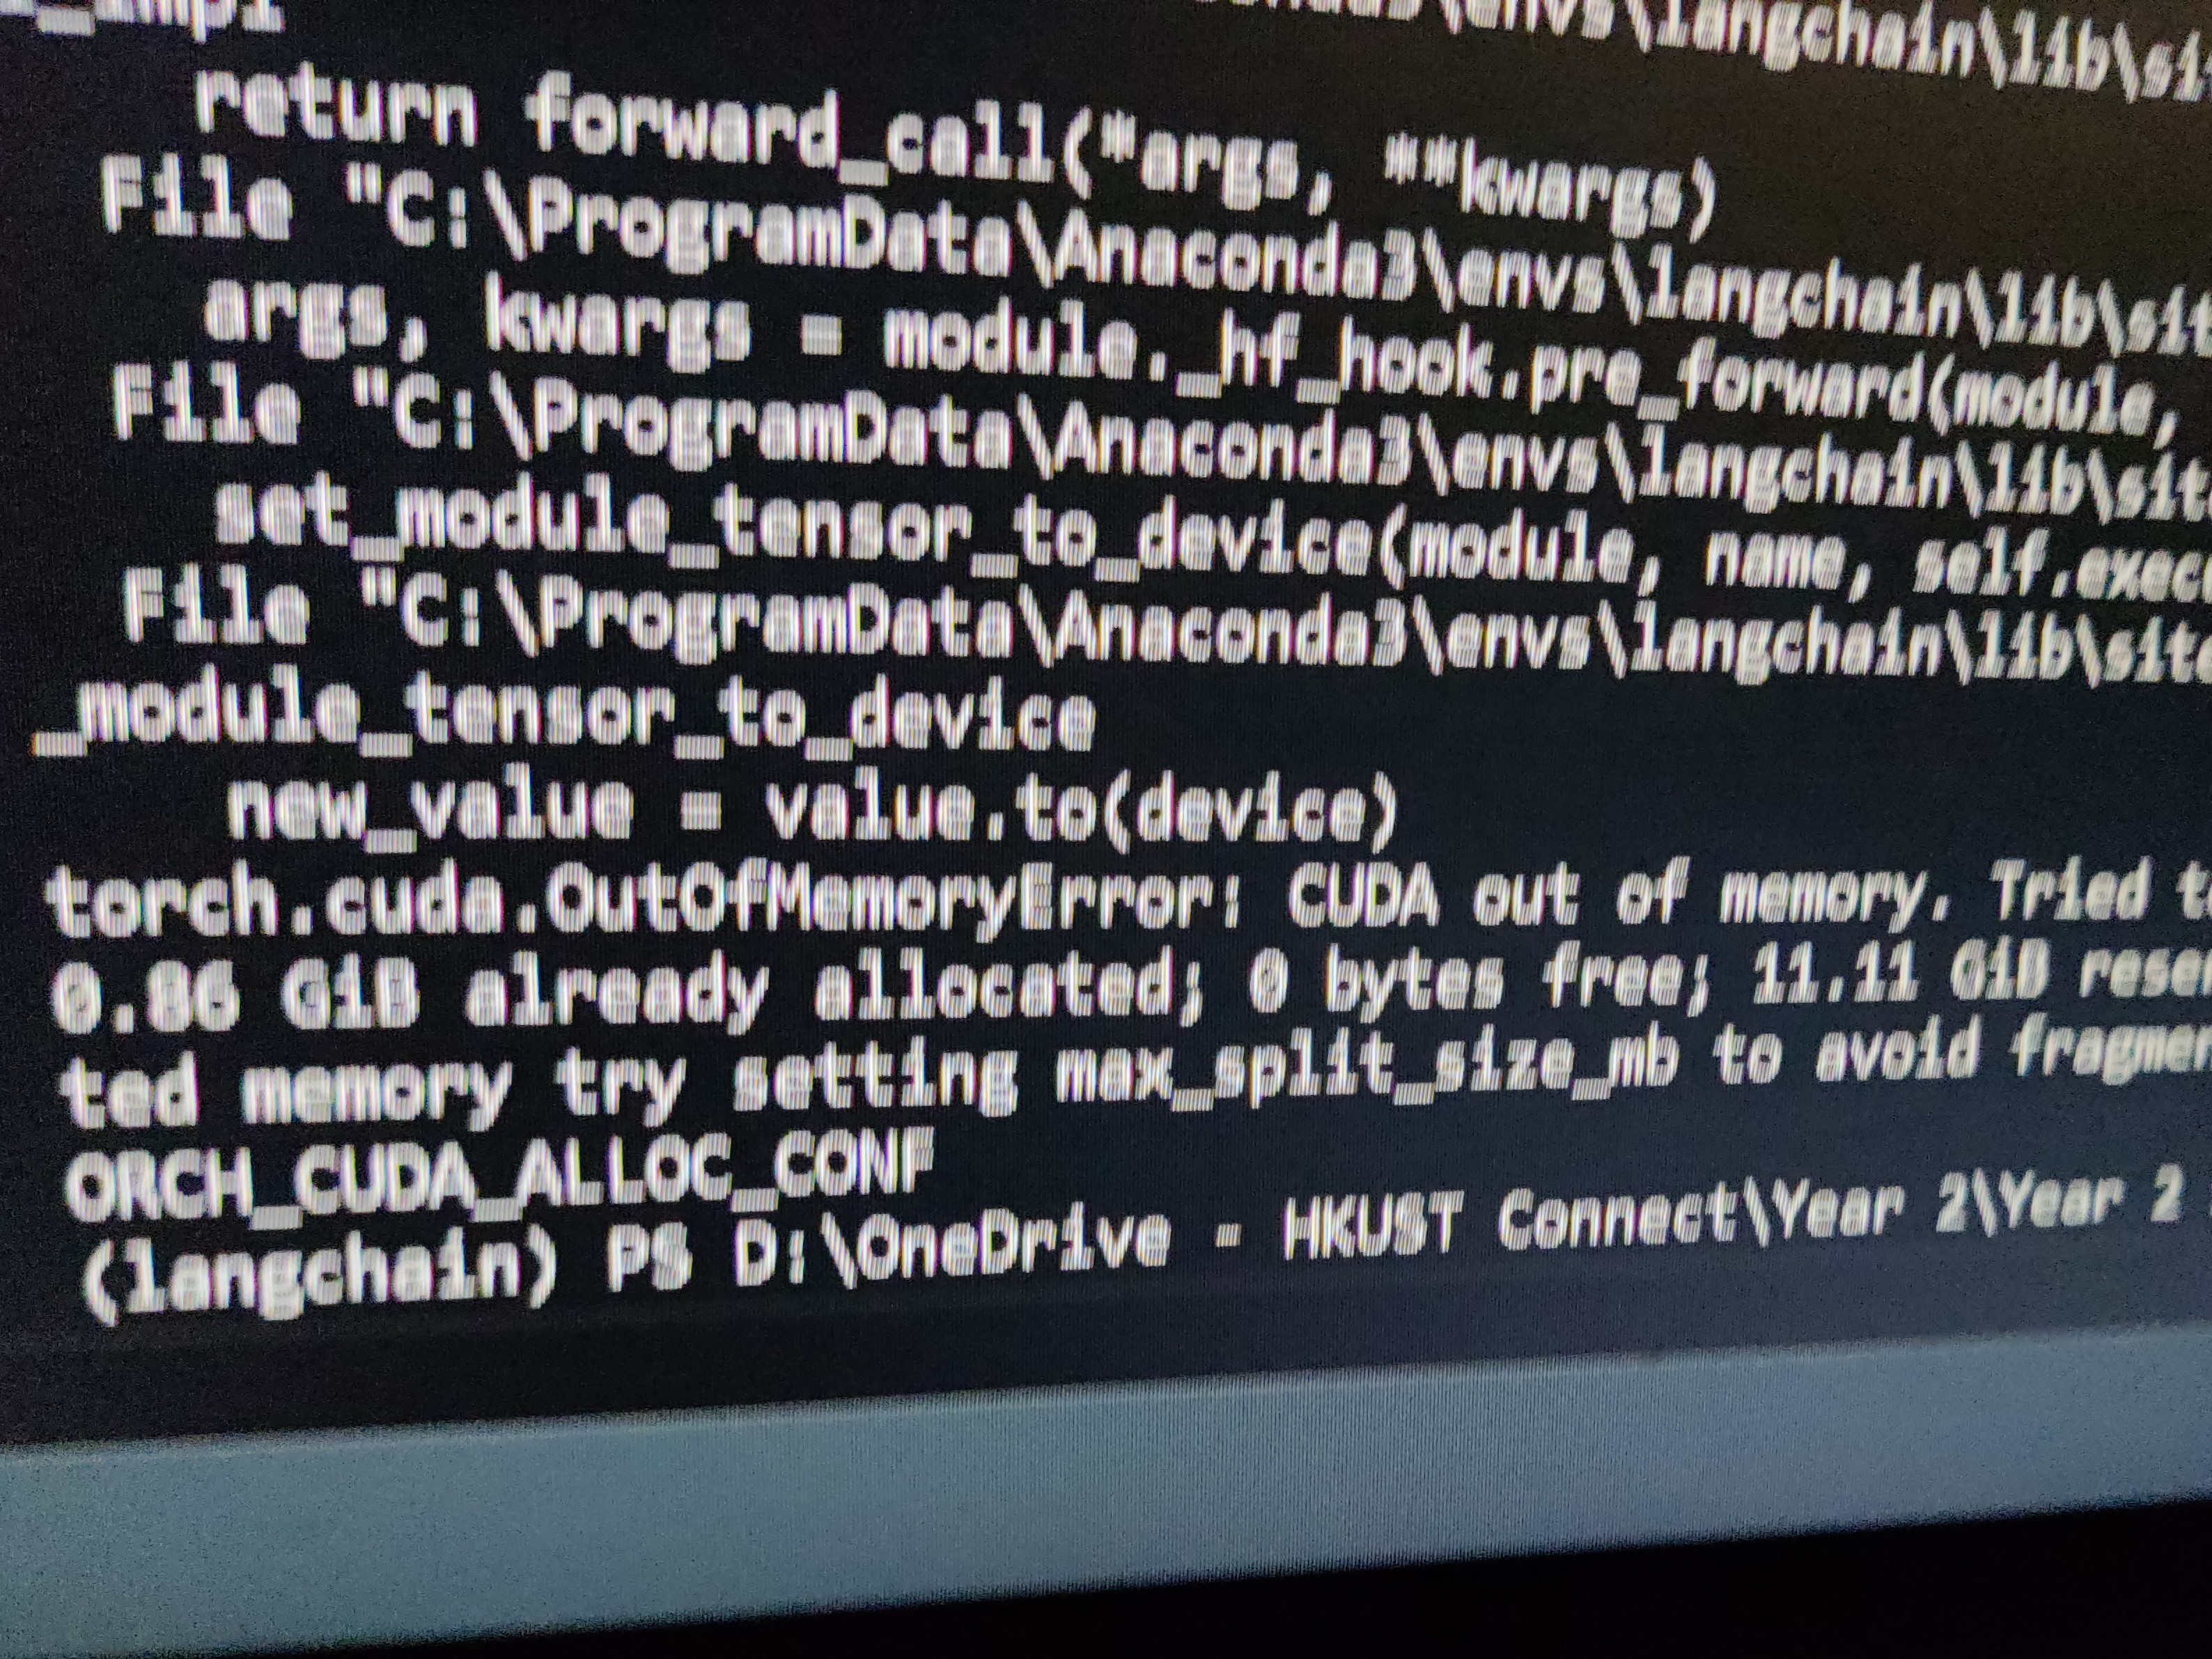 \envs\langchain\lib\si
return forward_call(*args, **kwargs)
File "C:\ProgramData\Anaconda3\envs\langchain\lib\sit
args, kwargs = module._hf_hook.pre_forward(module,
File "C:\ProgramData\Anaconda3\envs\langchain\lib\sit
set_module_tensor_to_device(module, name, self.exec
File "C:\ProgramData\Anaconda3\envs\langchain\lib\site
_module_tensor_to_device
new_value = value.to(device)
torch.cuda.OutOfMemoryError: CUDA out of memory. Tried t
0.86 GiB already allocated; 0 bytes free; 11.11 GiB rese
ted memory try setting max_split_size_mb to avoid fragmen
ORCH_CUDA_ALLOC_CONF
(langchain) PS D:\OneDrive - HKUST Connect\Year 2\Year 2